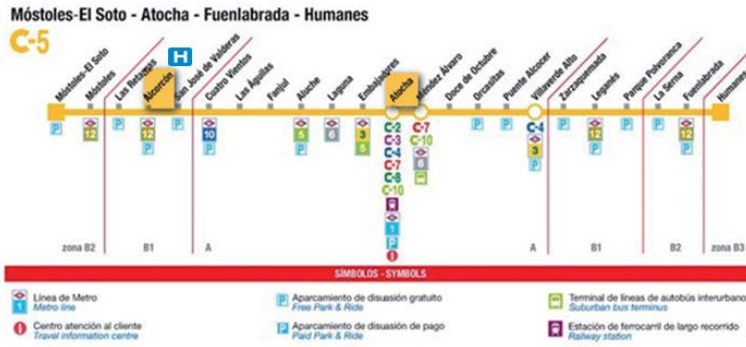 Móstoles-El Soto - Atocha - Fuenlabrada - Humanes
C-5
H
Móstoles-El Soto
Móstoles
Las Retamas
Alcorcón
San José de Valderas
Cuatro Vientos
Las Águilas
Fanjul
Aluche
Laguna
Embajadores
Atocha
Méndez Álvaro
Doce de Octubre
Orcasitas
Puente Alcocer
Villaverde Alto
Zarzaquemada
Leganés
Parque Polvoranca
La Serna
Fuenlabrada
Humanes
P
12
P
12
P
P
10
P
5
P
6
3
5
C-2
C-3
C-4
C-7
C-8
C-10
1
P
C-7
C-10
6
P
P
C-4
3
P
P
12
P
P
P
12
P
zona B2
B1
A
A
B1
B2
zona B3
SÍMBOLOS - SYMBOLS
1
Línea de Metro
Metro line
Centro atención al cliente
Travel information centre
P
Aparcamiento de disuasión gratuito
Free Park & Ride
P
Aparcamiento de disuasión de pago
Paid Park & Ride
Terminal de líneas de autobús interurbano
Suburban bus terminus
Estación de ferrocarril de largo recorrido
Railway station